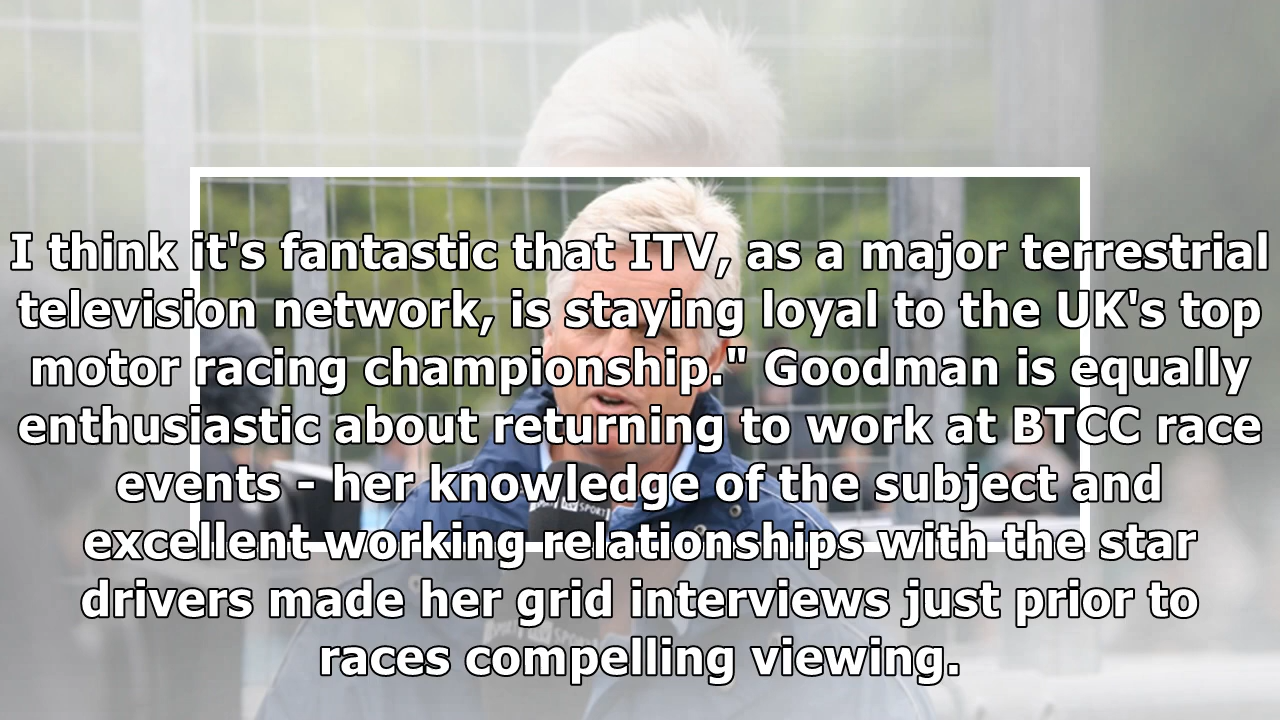 I think it's fantastic that ITV, as a major terrestrial
television network, is staying loyal to the UK's top
motor racing championship." Goodman is equally
enthusiastic about returning to work at BTCC race
events - her knowledge of the subject and
excellent working relationships with the star
drivers made her grid interviews just prior to
races compelling viewing.
SPORT